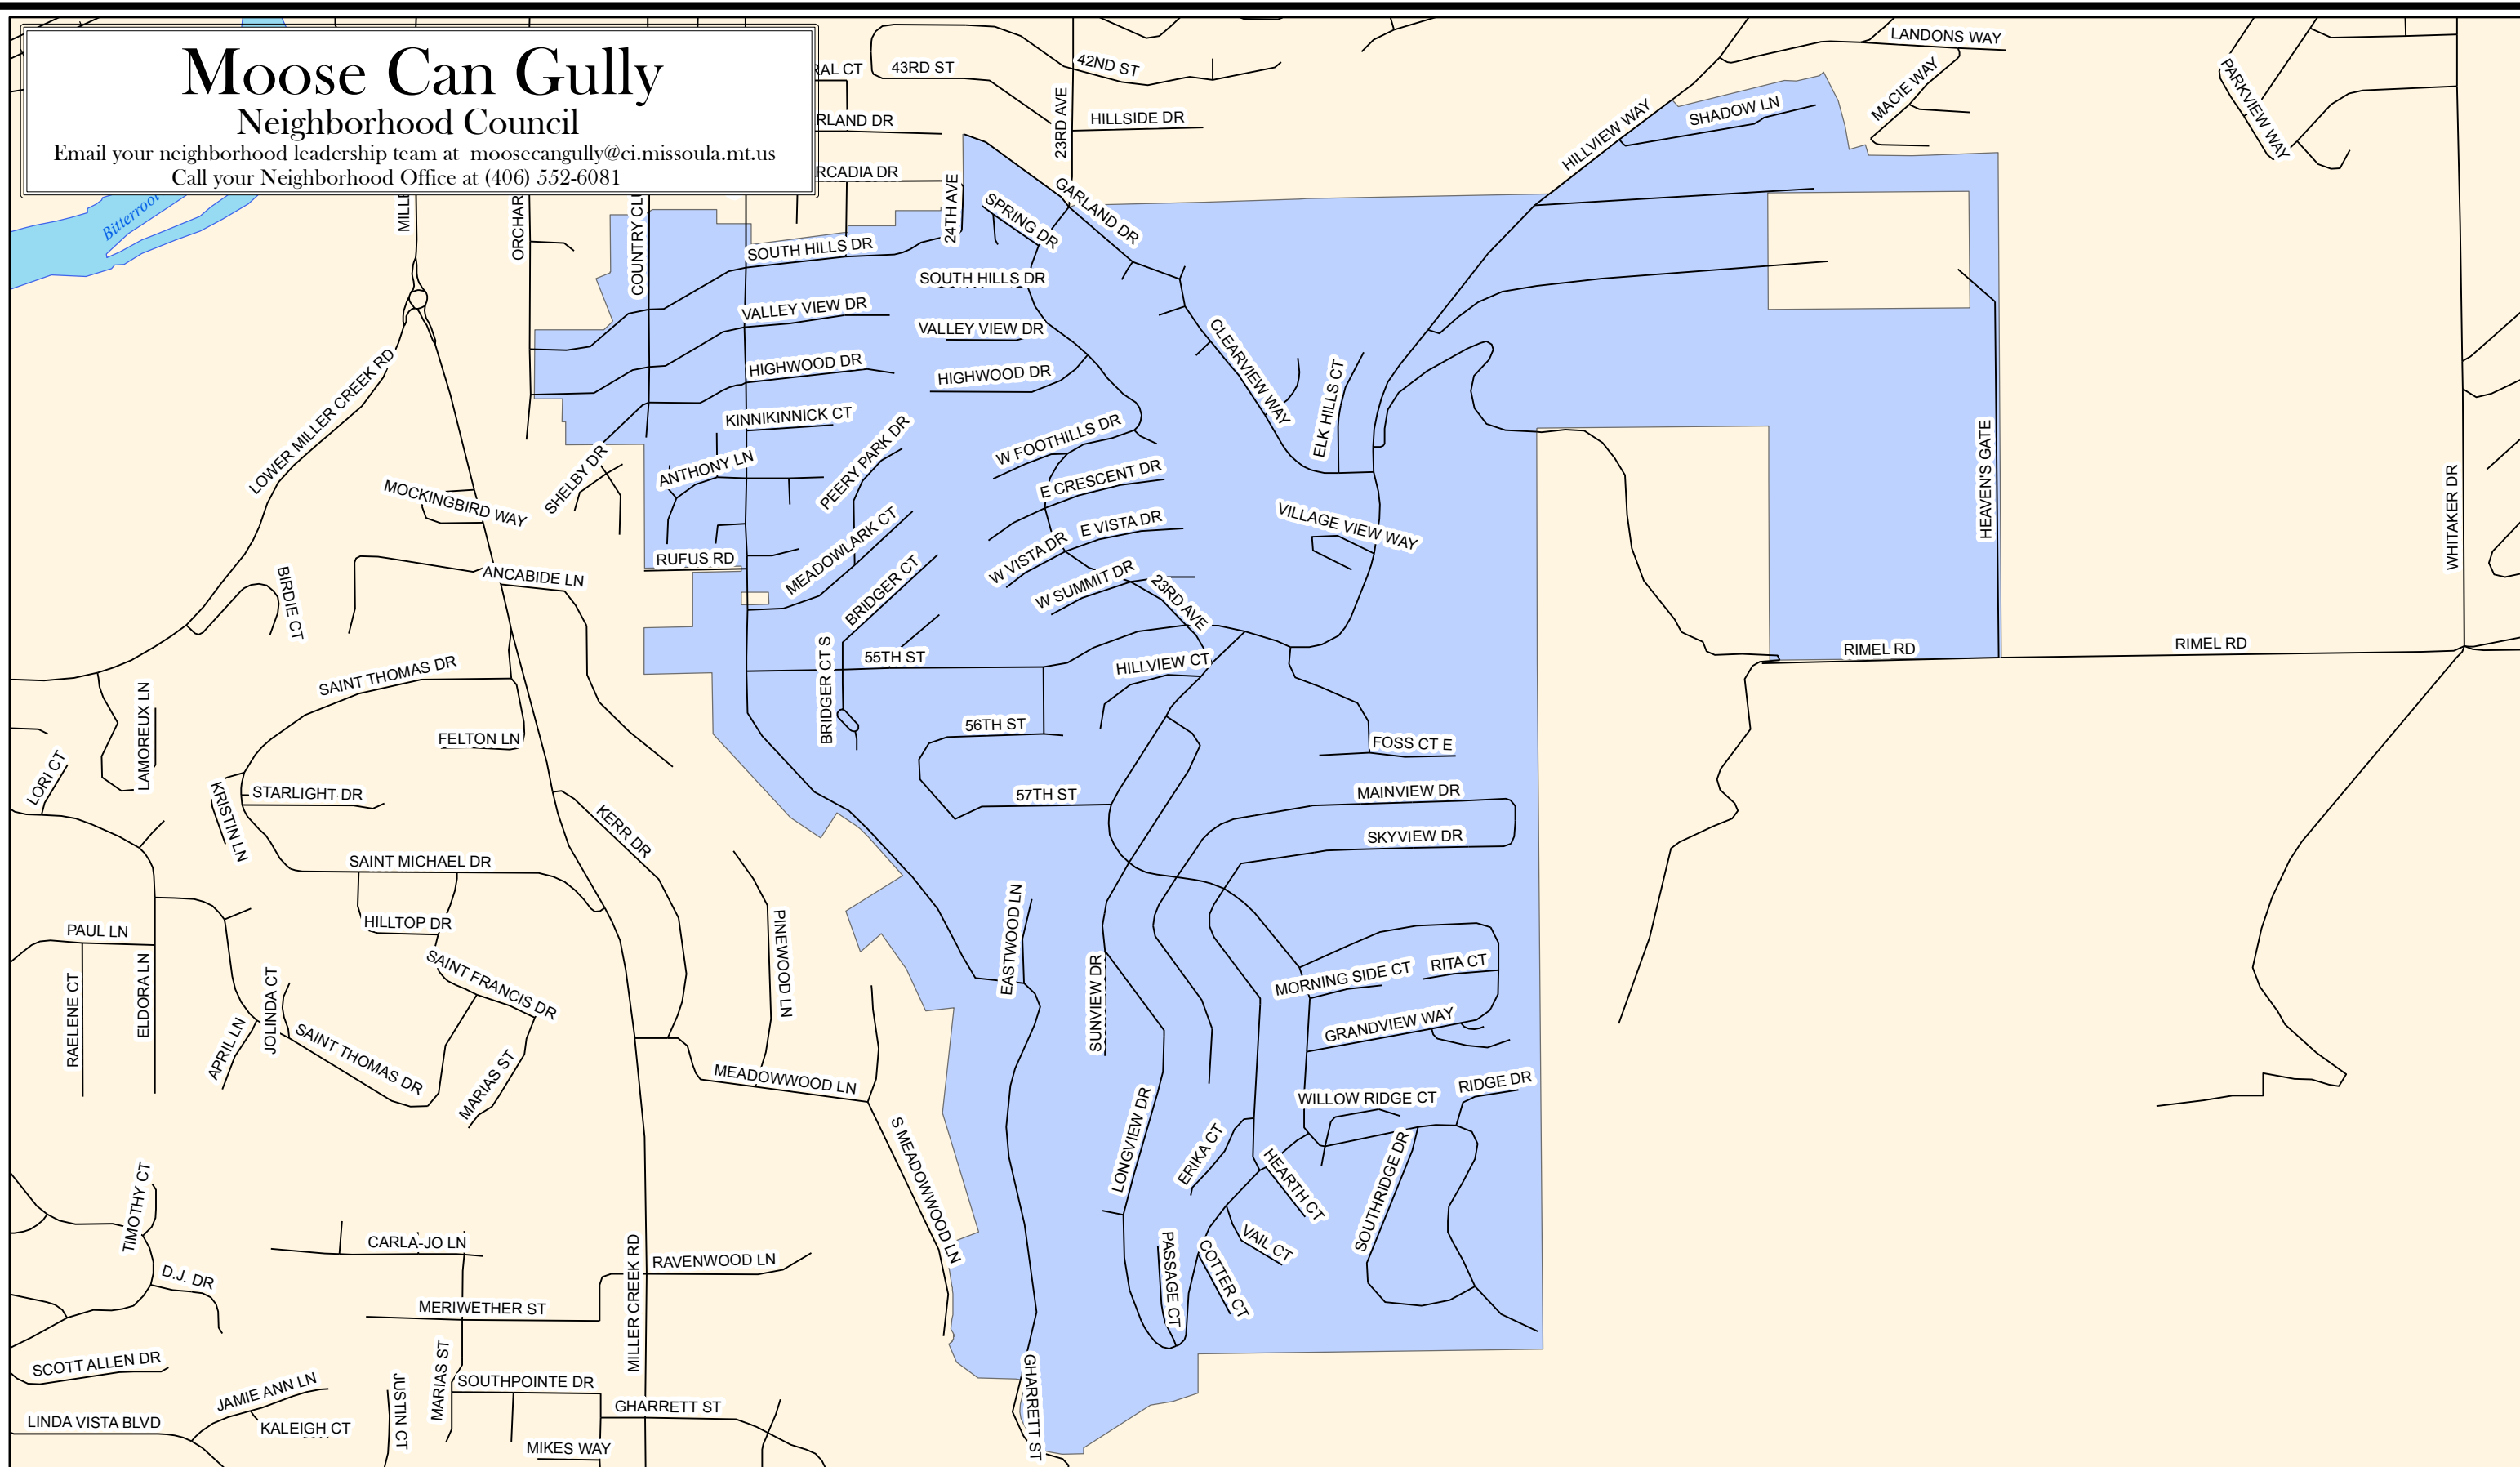 Moose Can Gully
Neighborhood Council
Email your neighborhood leadership team at moosecangully@ci.missoula.mt.us
Call your Neighborhood Office at (406) 552-6081
RAL CT
43RD ST
42ND ST
LANDONS WAY
MACIE WAY
PARKVIEW WAY
RLAND DR
23RD AVE
HILLSIDE DR
HILLVIEW WAY
SHADOW LN
RCADIA DR
24TH AVE
SPRING DR
GARLAND DR
Bitterroot
MILL
ORCHAR
COUNTRY CL
SOUTH HILLS DR
SOUTH HILLS DR
VALLEY VIEW DR
VALLEY VIEW DR
CLEARVIEW WAY
ELK HILLS CT
LOWER MILLER CREEK RD
HIGHWOOD DR
HIGHWOOD DR
KINNIKINNICK CT
PEERY PARK DR
W FOOTHILLS DR
HEAVEN'S GATE
WHITAKER DR
MOCKINGBIRD WAY
SHELBY DR
ANTHONY LN
E CRESCENT DR
E VISTA DR
VILLAGE VIEW WAY
MEADOWLARK CT
W VISTA DR
RUFUS RD
BIRDIE CT
ANCABIDE LN
BRIDGER CT
W SUMMIT DR
23RD AVE
BRIDGER CT S
55TH ST
HILLVIEW CT
RIMEL RD
RIMEL RD
SAINT THOMAS DR
LAMOREUX LN
FELTON LN
56TH ST
FOSS CT E
LORI CT
KRISTIN LN
STARLIGHT DR
57TH ST
MAINVIEW DR
KERR DR
SKYVIEW DR
SAINT MICHAEL DR
HILLTOP DR
PAUL LN
PINEWOOD LN
EASTWOOD LN
RAELENE CT
ELDORA LN
JOLINDA CT
SAINT FRANCIS DR
SUNVIEW DR
MORNING SIDE CT
RITA CT
APRIL LN
SAINT THOMAS DR
MARIAS ST
GRANDVIEW WAY
MEADOWWOOD LN
LONGVIEW DR
WILLOW RIDGE CT
RIDGE DR
S MEADOWWOOD LN
ERIKA CT
HEARTH CT
SOUTHRIDGE DR
TIMOTHY CT
CARLA-JO LN
D.J. DR
MILLER CREEK RD
RAVENWOOD LN
PASSAGE CT
COTTER CT
VAIL CT
MERIWETHER ST
SCOTT ALLEN DR
JAMIE ANN LN
JUSTIN CT
MARIAS ST
SOUTHPOINTE DR
GHARRETT ST
GHARRETT ST
LINDA VISTA BLVD
KALEIGH CT
MIKES WAY